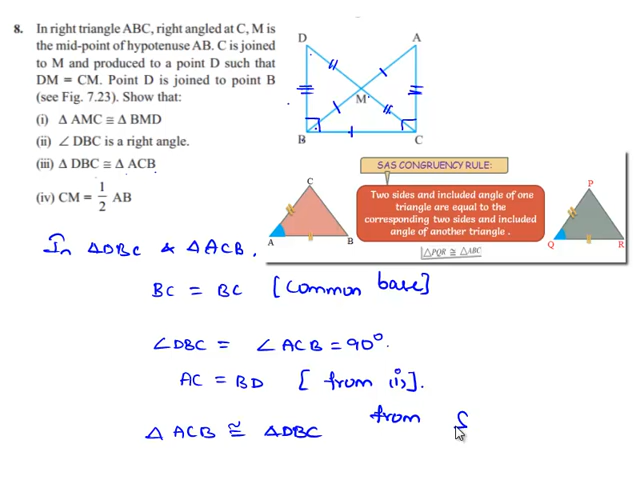 8. In right triangle ABC, right angled at C, M is
the mid-point of hypotenuse AB. C is joined
to M and produced to a point D such that
DM = CM. Point D is joined to point B
(see Fig. 7.23). Show that:
(i) Δ AMC ≅ Δ BMD
(ii) ∠ DBC is a right angle.
(iii) Δ DBC ≅ Δ ACB
(iv) CM = 1/2 AB
D A
M
B C
SAS CONGRUENCY RULE:
Two sides and included angle of one
triangle are equal to the
corresponding two sides and included
angle of another triangle .
△PQR ≅ △ABC
C
A B
P
Q R
In ΔDBC & ΔACB.
BC = BC [Common base]
∠DBC = ∠ACB = 90°.
AC = BD [from (i)].
Δ ACB ≅ ΔDBC from S